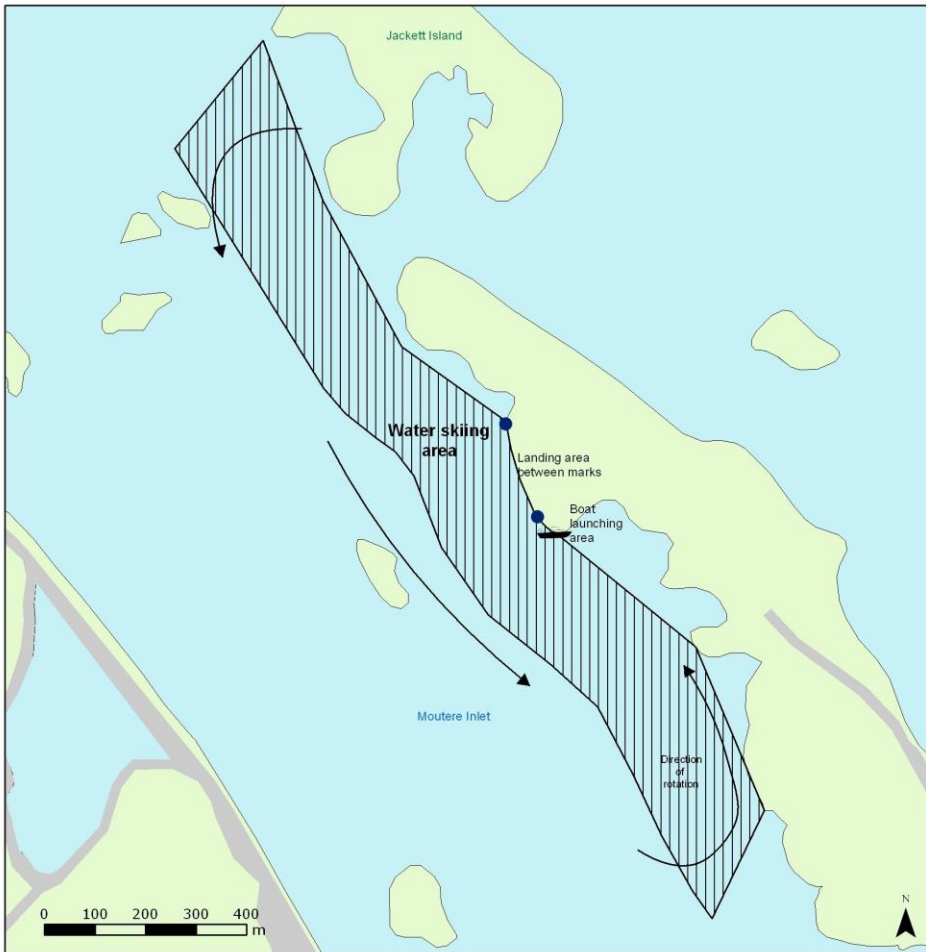 Jackett Island
Water skiing
area
Landing area
between marks
Boat
launching
area
Moutere Inlet
Direction
of
rotation
0 100 200 300 400
m
N